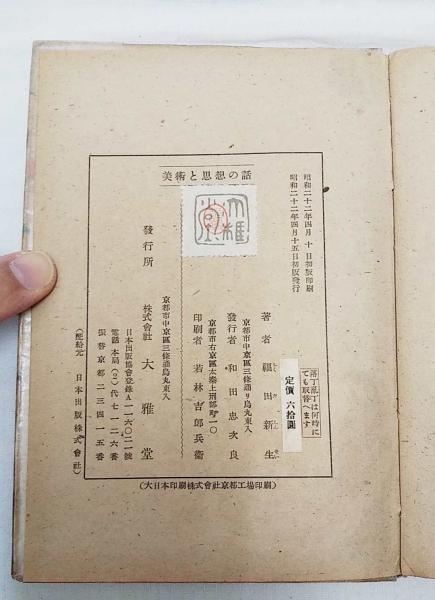 美術と思想の話
昭和二十二年四月十日初版印刷
昭和二十二年四月十五日初版發行
落丁乱丁は何時に
ても取替へます
定價 六拾圓
著者 福田新生
京都市中京區三條通り烏丸東入
發行者 和田忠次良
京都市右京區太秦上刑部町一〇
印刷者 若林吉郎兵衞
京都市中京區三條通烏丸東入
發行所 株式會社 大雅堂
日本出版協會登録A一一六〇二一號
電話 本局(2)代七一二六番
振替京都二三四一五番
(配給元 日本出版株式會社)
(大日本印刷株式會社京都工場印刷)